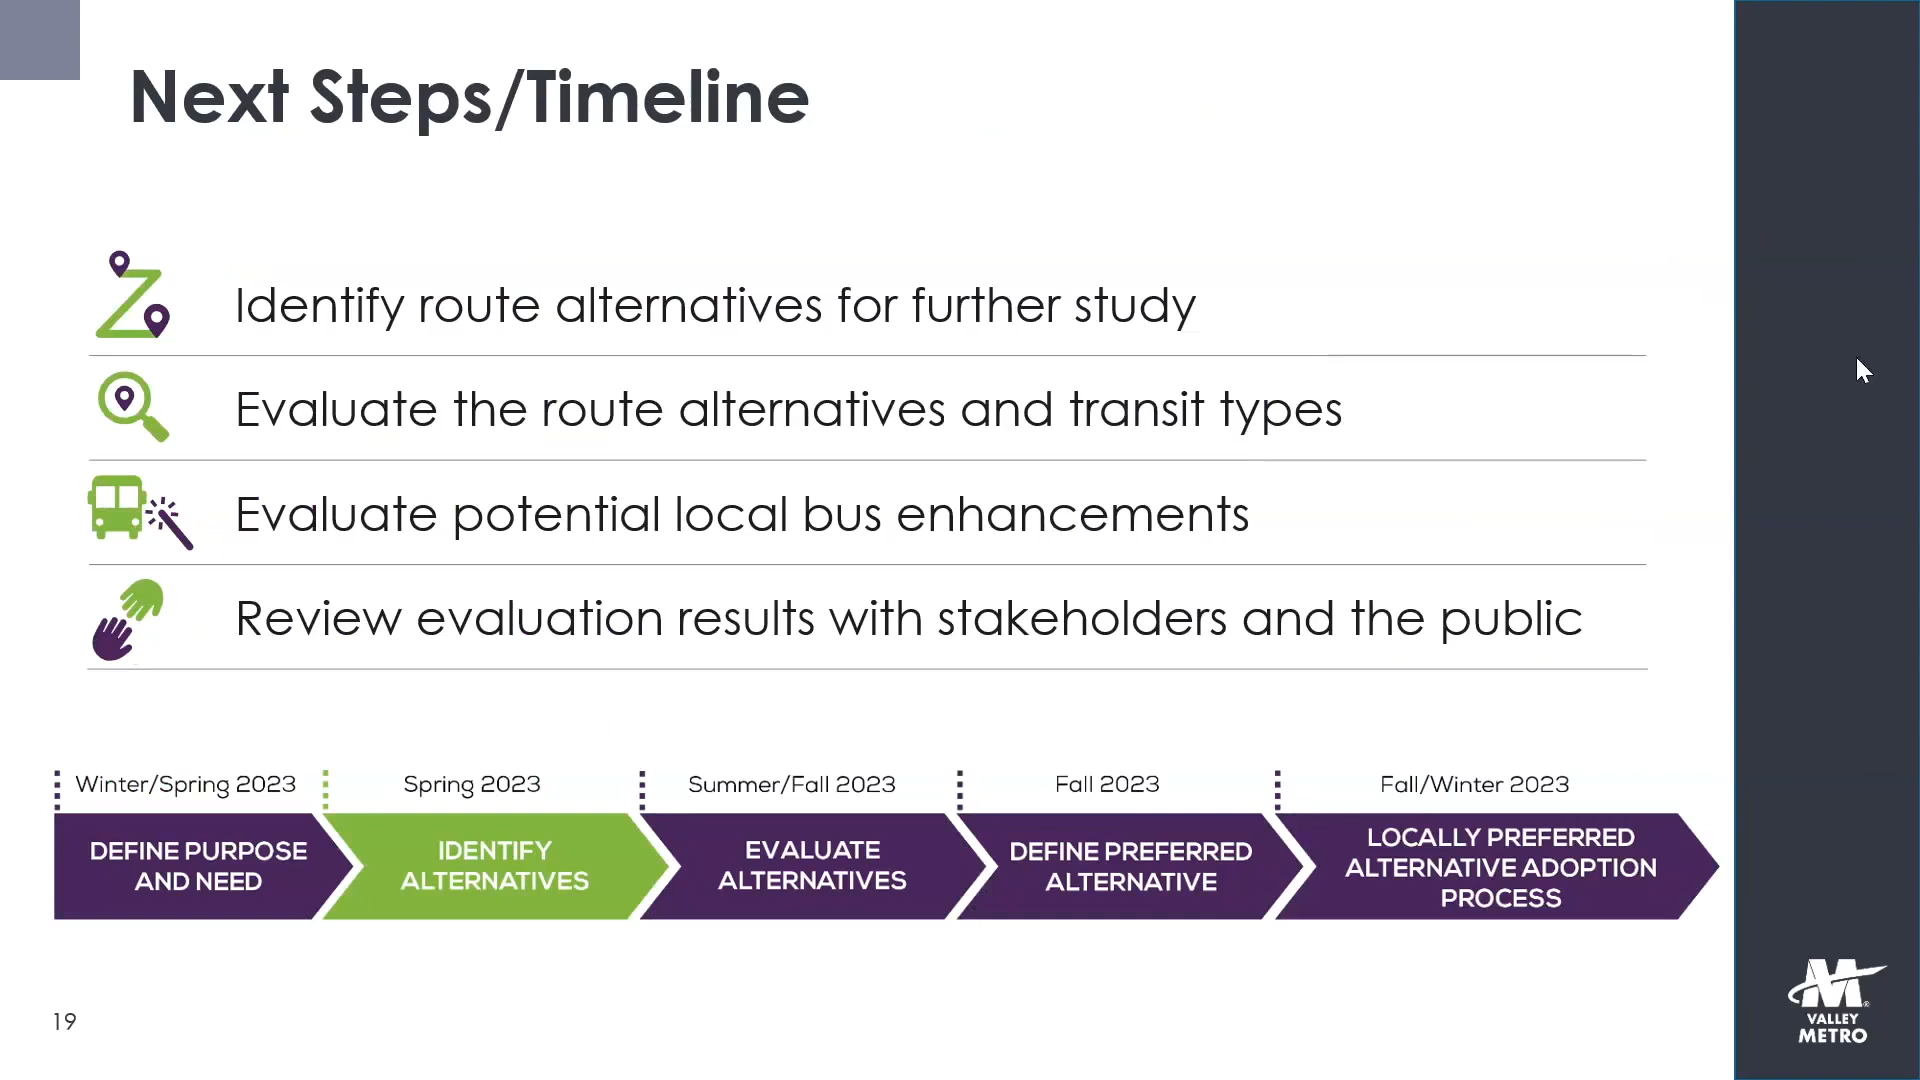 Next Steps/Timeline
Identify route alternatives for further study
Evaluate the route alternatives and transit types
Evaluate potential local bus enhancements
Review evaluation results with stakeholders and the public
Winter/Spring 2023
Spring 2023
Summer/Fall 2023
Fall 2023
Fall/Winter 2023
DEFINE PURPOSE
AND NEED
IDENTIFY
ALTERNATIVES
EVALUATE
ALTERNATIVES
DEFINE PREFERRED
ALTERNATIVE
LOCALLY PREFERRED
ALTERNATIVE ADOPTION
PROCESS
19
M®
VALLEY
METRO